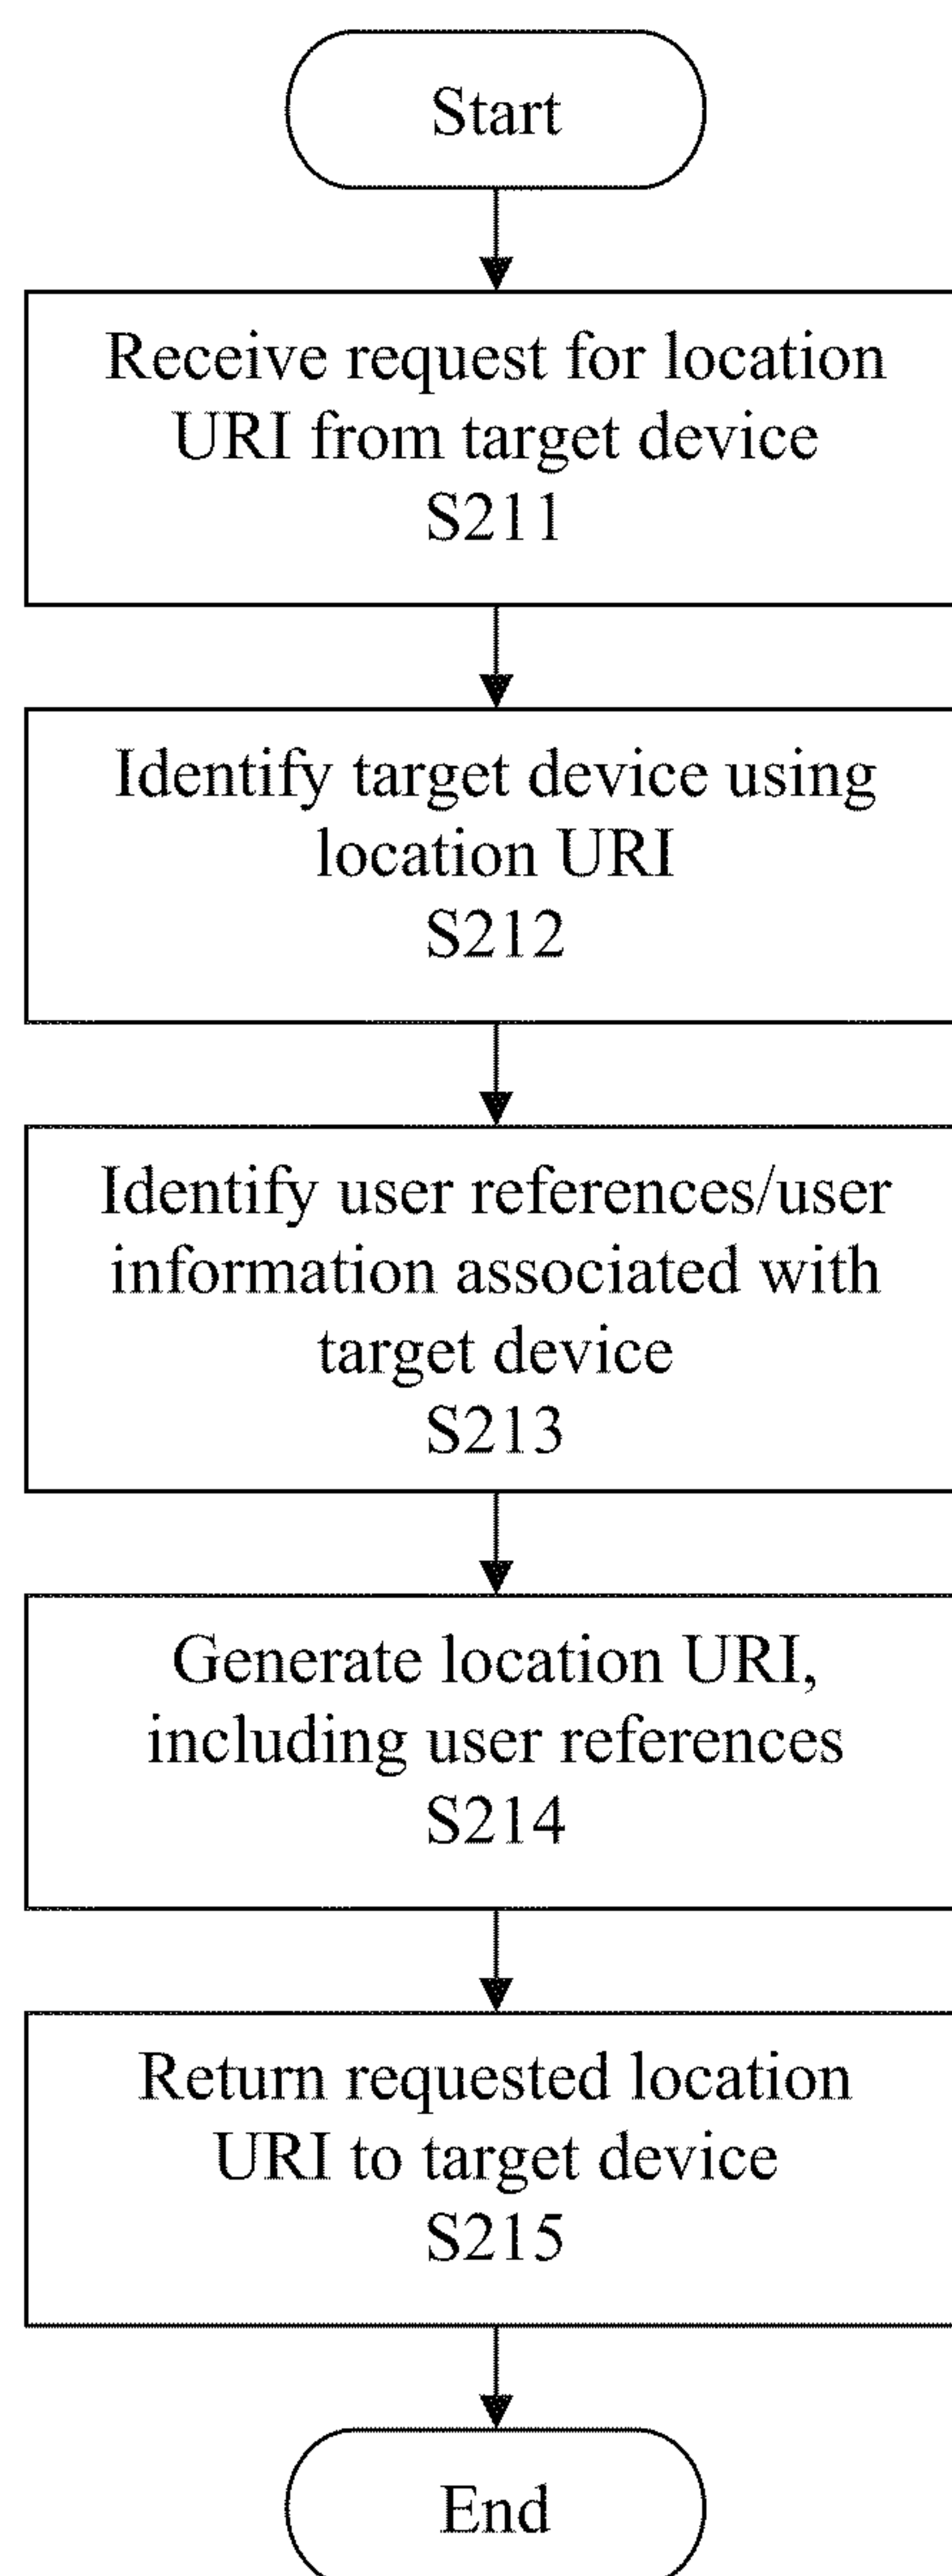 Start
Receive request for location
URI from target device
S211
Identify target device using
location URI
S212
Identify user references/user
information associated with
target device
S213
Generate location URI,
including user references
S214
Return requested location
URI to target device
S215
End